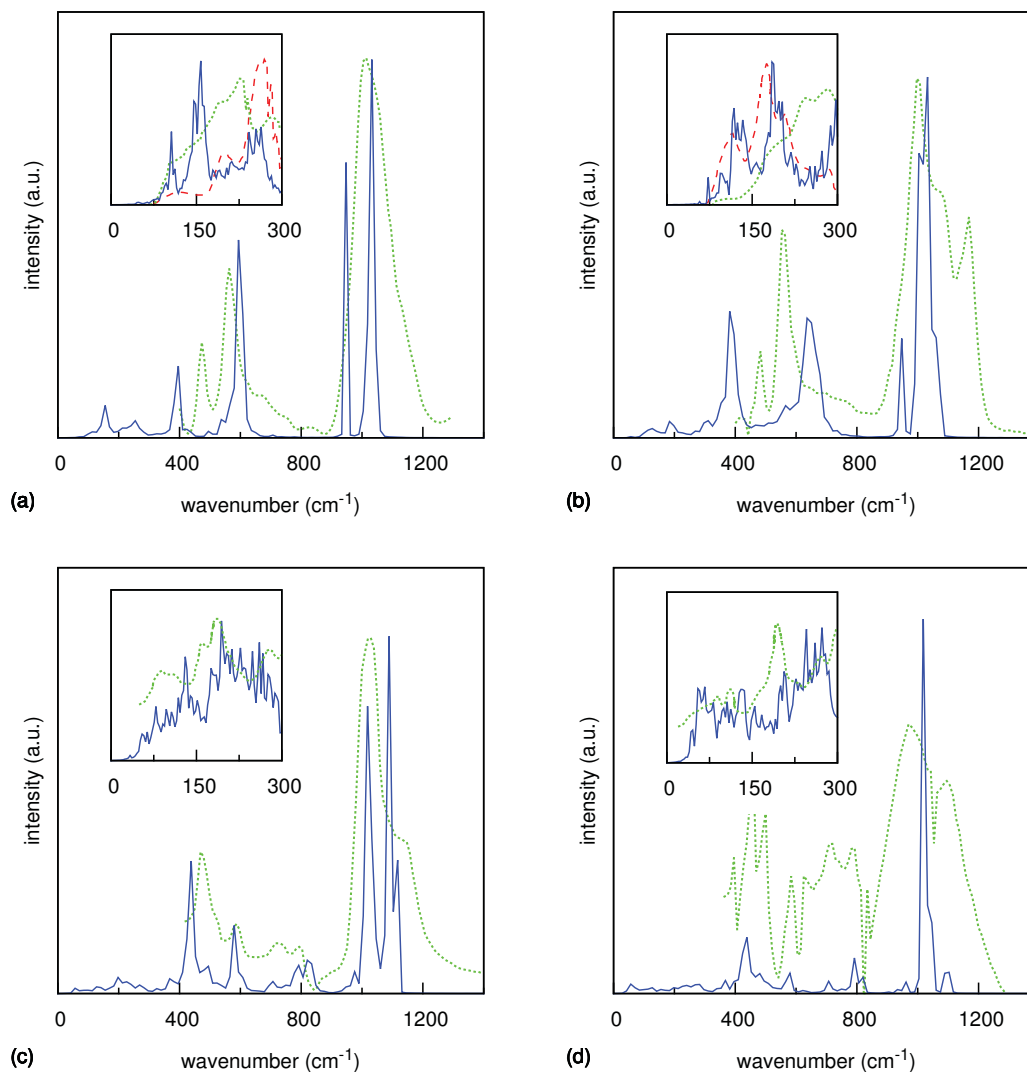 intensity (a.u.)
0 150 300
0 400 800 1200
wavenumber (cm-1)
(a)
intensity (a.u.)
0 150 300
0 400 800 1200
wavenumber (cm-1)
(b)
intensity (a.u.)
0 150 300
0 400 800 1200
wavenumber (cm-1)
(c)
intensity (a.u.)
0 150 300
0 400 800 1200
wavenumber (cm-1)
(d)